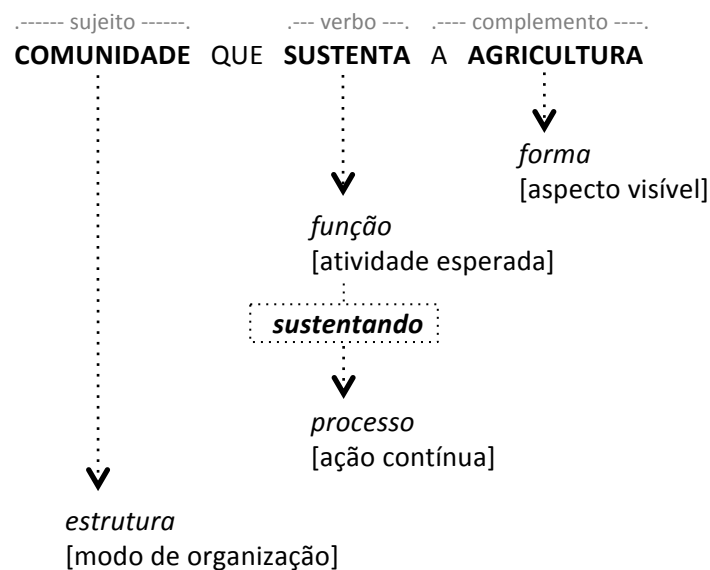 .------ sujeito ------. .--- verbo ---. .---- complemento ----.
COMUNIDADE QUE SUSTENTA A AGRICULTURA
forma
[aspecto visível]
função
[atividade esperada]
sustentando
processo
[ação contínua]
estrutura
[modo de organização]